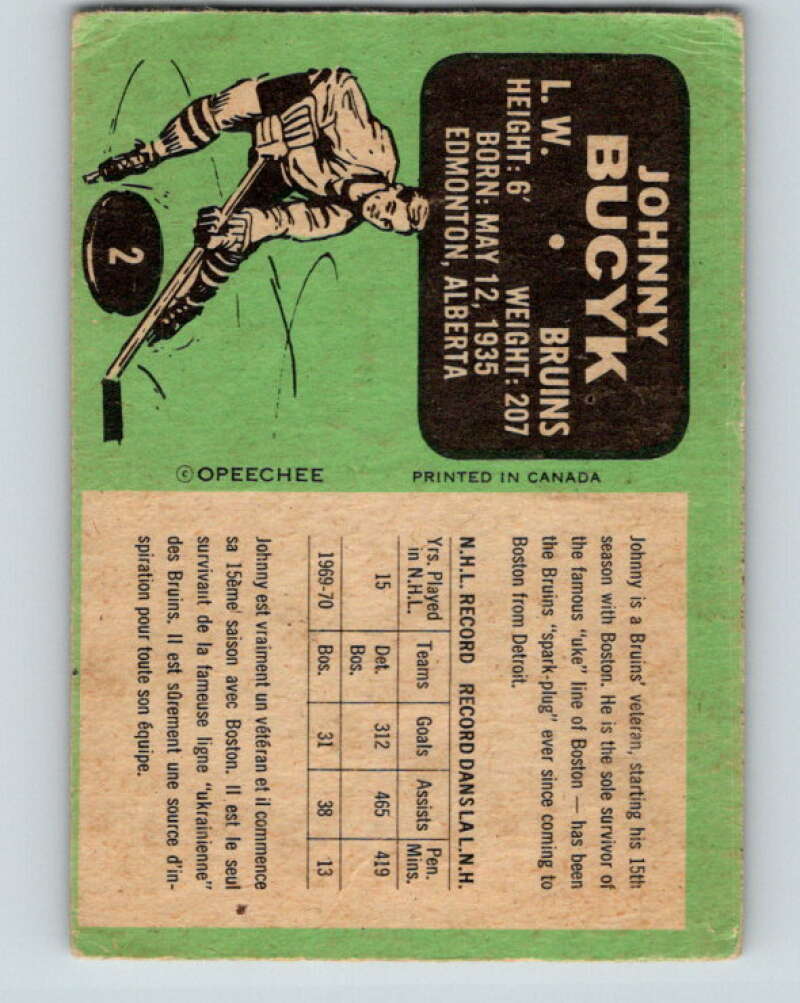 JOHNNY
BUCYK
L. W. • BRUINS
HEIGHT: 6' WEIGHT: 207
BORN: MAY 12, 1935
EDMONTON, ALBERTA
2
© OPEECHEE PRINTED IN CANADA
Johnny is a Bruins' veteran, starting his 15th
season with Boston. He is the sole survivor of
the famous "uke" line of Boston — has been
the Bruins "spark-plug" ever since coming to
Boston from Detroit.
N.H.L. RECORD RECORD DANS LA L.N.H.
Yrs. Played Teams Goals Assists Pen.
in N.H.L. Mins.
15 Det. 312 465 419
Bos.
1969-70 Bos. 31 38 13
Johnny est vraiment un vétéran et il commence
sa 15ème saison avec Boston. Il est le seul
survivant de la fameuse ligne "ukrainienne"
des Bruins. Il est sûrement une source d'in-
spiration pour toute son équipe.